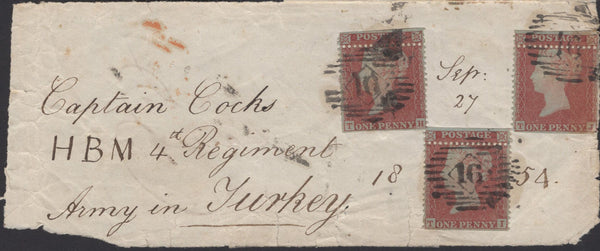 Captain Cocks
HBM 4th Regiment
Army in Turkey
Sep:
27
18 54.
POSTAGE
ONE PENNY
16
POSTAGE
ONE PENNY
POSTAGE
ONE PENNY
16